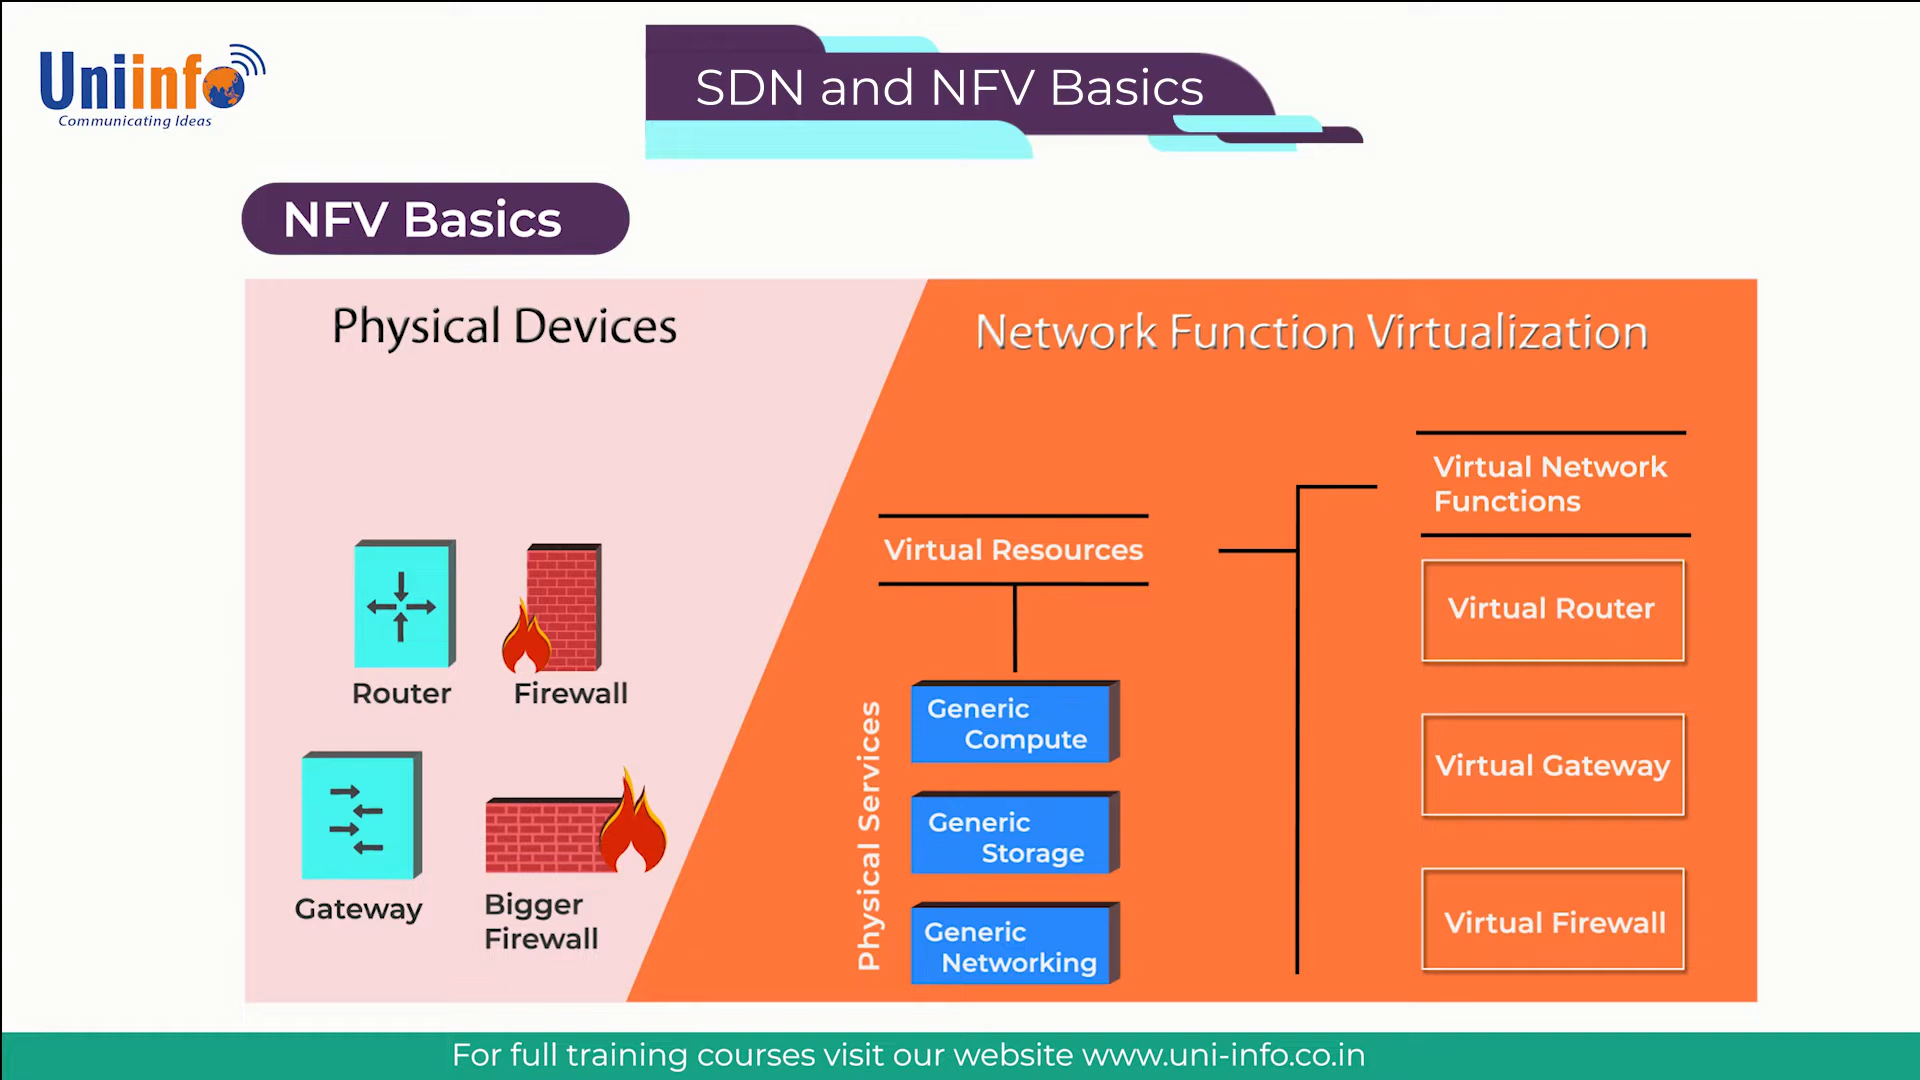 Uniinfo
Communicating Ideas
SDN and NFV Basics
NFV Basics
Physical Devices
Router
Firewall
Gateway
Bigger
Firewall
Network Function Virtualization
Virtual Resources
Physical Services
Generic
Compute
Generic
Storage
Generic
Networking
Virtual Network
Functions
Virtual Router
Virtual Gateway
Virtual Firewall
For full training courses visit our website www.uni-info.co.in